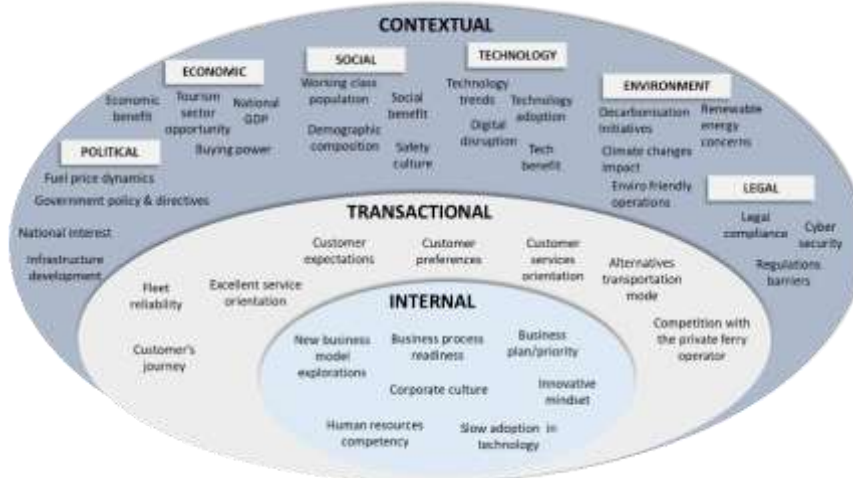 CONTEXTUAL
SOCIAL
TECHNOLOGY
ECONOMIC
ENVIRONMENT
Working class
population
Social
benefit
Demographic
composition
Safety
culture
Technology
trends
Technology
adoption
Digital
disruption
Tech
benefit
Economic
benefit
Tourism
sector
opportunity
National
GDP
Buying power
Decarbonisation
Initiatives
Renewable
energy
concerns
Climate changes
impact
Enviro friendly
operations
POLITICAL
Fuel price dynamics
Government policy & directives
National interest
Infrastructure
development
LEGAL
Legal
compliance
Cyber
security
Regulations
barriers
TRANSACTIONAL
Customer
expectations
Customer
preferences
Customer
services
orientation
Alternatives
transportation
mode
Fleet
reliability
Excellent service
orientation
Customer's
journey
Competition with
the private ferry
operator
INTERNAL
New business
model
explorations
Business process
readiness
Business
plan/priority
Corporate culture
Innovative
mindset
Human resources
competency
Slow adoption in
technology